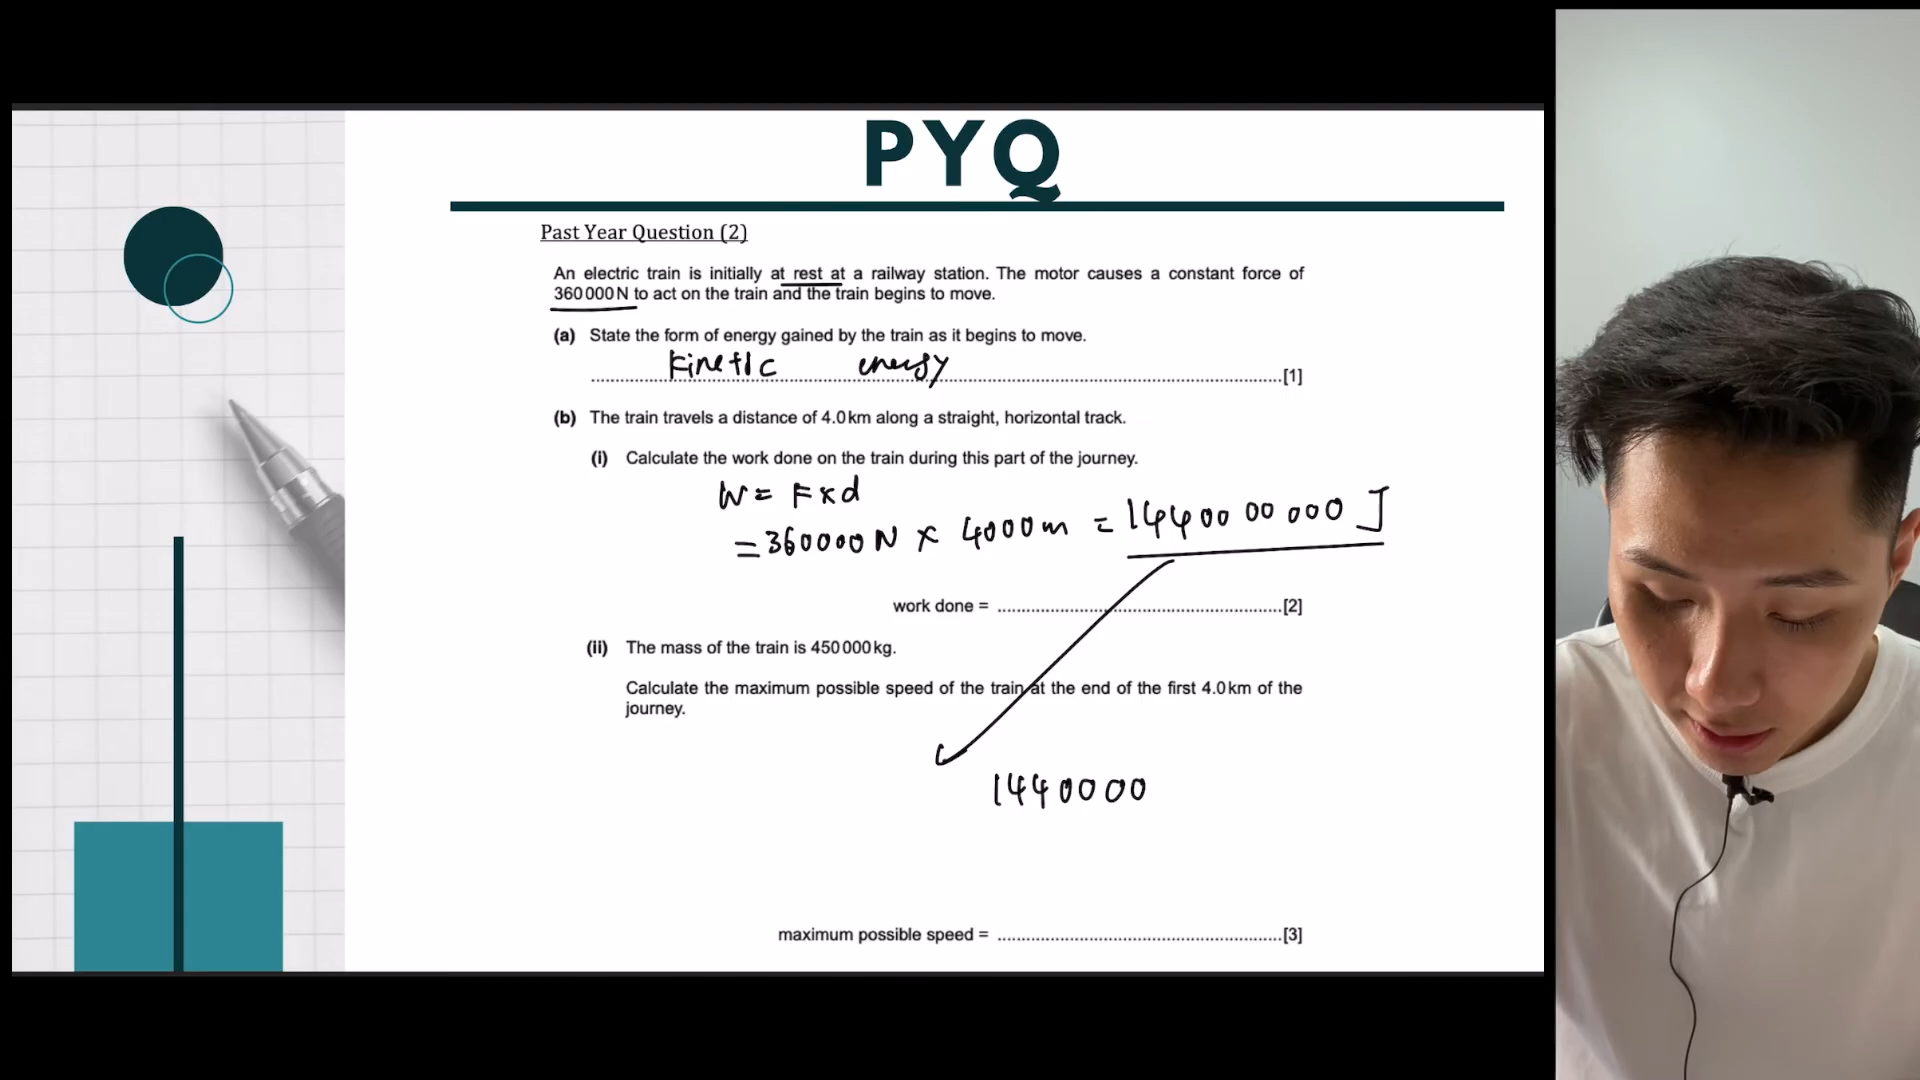 PYQ
Past Year Question (2)
An electric train is initially at rest at a railway station. The motor causes a constant force of
360 000 N to act on the train and the train begins to move.
(a) State the form of energy gained by the train as it begins to move.
kinetic energy
[1]
(b) The train travels a distance of 4.0 km along a straight, horizontal track.
(i) Calculate the work done on the train during this part of the journey.
W = F x d
= 360000 N x 4000 m = 1440000000 J
work done = [2]
(ii) The mass of the train is 450 000 kg.
Calculate the maximum possible speed of the train at the end of the first 4.0 km of the
journey.
1440000
maximum possible speed = [3]